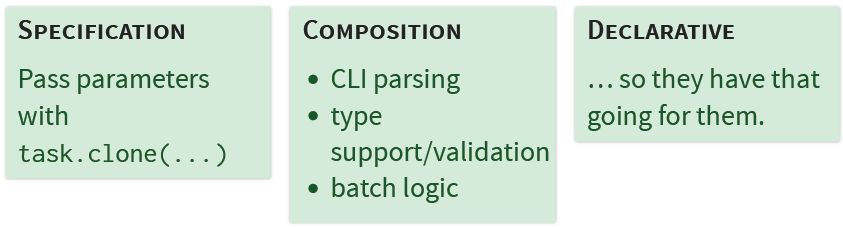 SPECIFICATION
Pass parameters
with
task.clone(...)
COMPOSITION
• CLI parsing
• type
support/validation
• batch logic
DECLARATIVE
… so they have that
going for them.